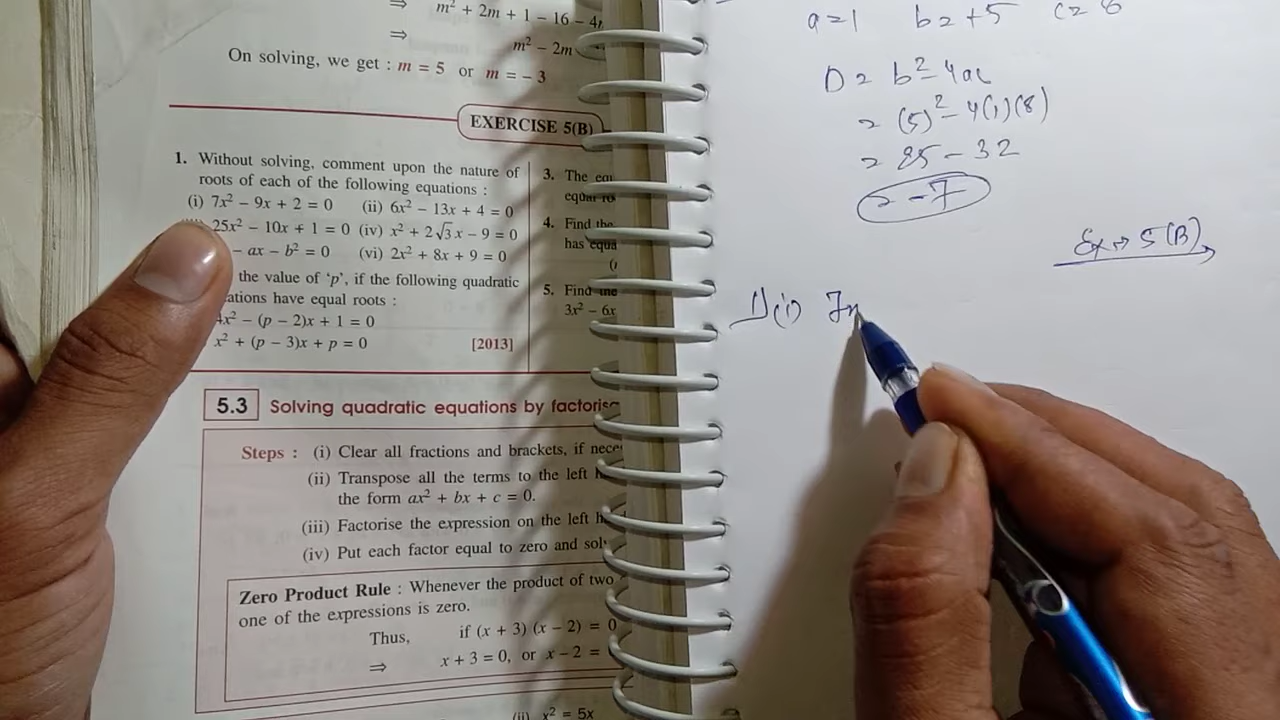 ⇒ m² + 2m + 1 – 16 – 4
⇒ m² – 2m
On solving, we get : m = 5 or m = – 3
EXERCISE 5(B)
1. Without solving, comment upon the nature of
roots of each of the following equations :
(i) 7x² – 9x + 2 = 0 (ii) 6x² – 13x + 4 = 0
25x² – 10x + 1 = 0 (iv) x² + 2√3 x – 9 = 0
– ax – b² = 0 (vi) 2x² + 8x + 9 = 0
the value of ‘p’, if the following quadratic
ations have equal roots :
4x² – (p – 2)x + 1 = 0
x² + (p – 3)x + p = 0 [2013]
3. The
equal
4. Find the
has equa
5. Find the
3x² – 6x
5.3 Solving quadratic equations by factoris
Steps : (i) Clear all fractions and brackets, if nece
(ii) Transpose all the terms to the left
the form ax² + bx + c = 0.
(iii) Factorise the expression on the left h
(iv) Put each factor equal to zero and sol
Zero Product Rule : Whenever the product of two
one of the expressions is zero.
Thus, if (x + 3) (x – 2) = 0
⇒ x + 3 = 0, or x – 2 =
(ii) x² = 5x
a = 1 b = +5 c = 8
D = b² – 4ac
= (5)² – 4(1)(8)
= 25 – 32
= –7
Ex → 5(B)
1) (i) 7x